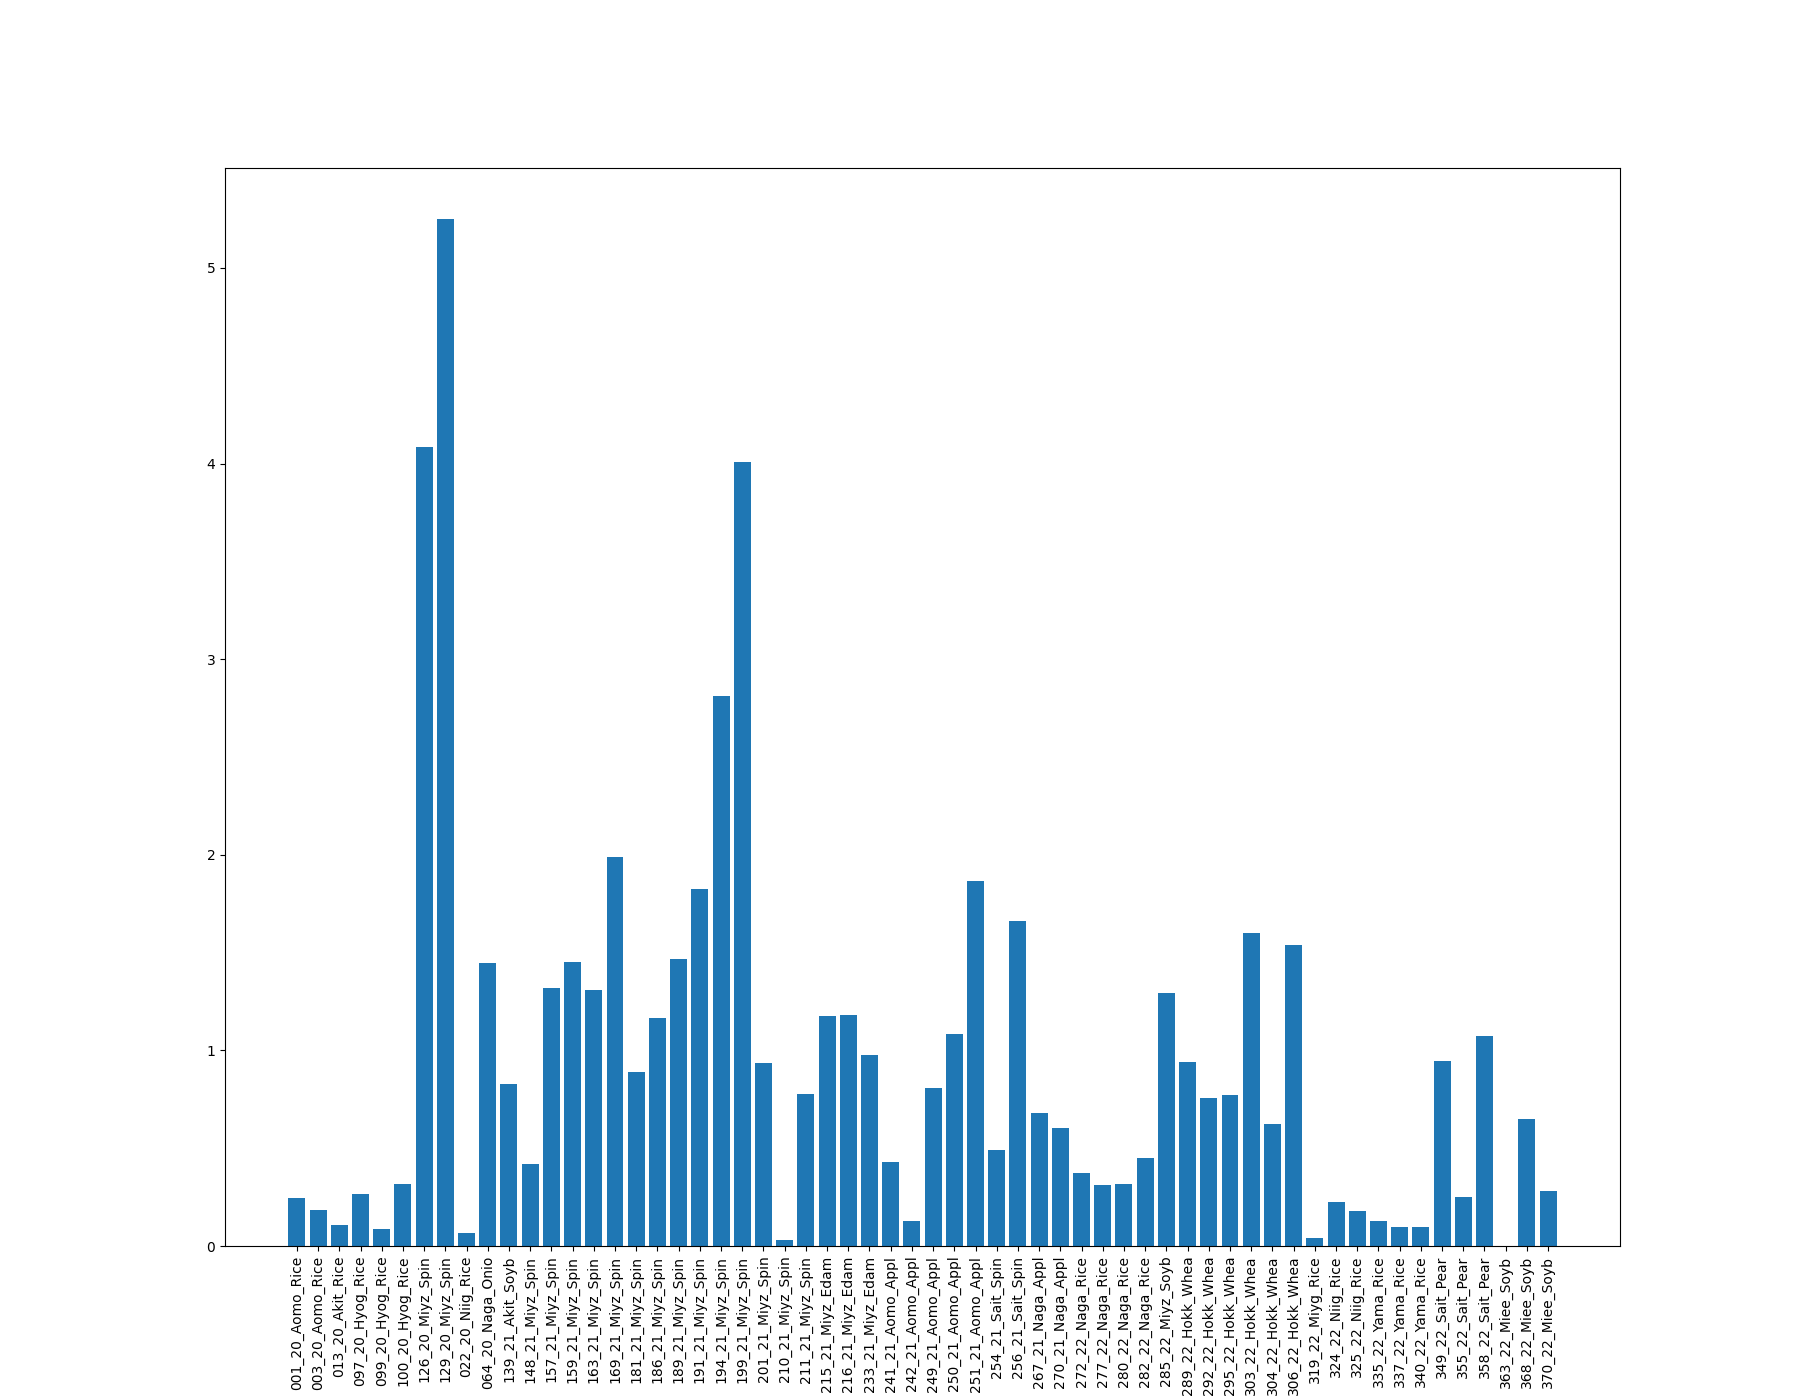 5
4
3
2
1
0
001_20_Aomo_Rice
003_20_Aomo_Rice
013_20_Akit_Rice
097_20_Hyog_Rice
099_20_Hyog_Rice
100_20_Hyog_Rice
126_20_Miyz_Spin
129_20_Miyz_Spin
022_20_Niig_Rice
064_20_Naga_Onio
139_21_Akit_Soyb
148_21_Miyz_Spin
157_21_Miyz_Spin
159_21_Miyz_Spin
163_21_Miyz_Spin
169_21_Miyz_Spin
181_21_Miyz_Spin
186_21_Miyz_Spin
189_21_Miyz_Spin
191_21_Miyz_Spin
194_21_Miyz_Spin
199_21_Miyz_Spin
201_21_Miyz_Spin
210_21_Miyz_Spin
211_21_Miyz_Spin
215_21_Miyz_Edam
216_21_Miyz_Edam
233_21_Miyz_Edam
241_21_Aomo_Appl
242_21_Aomo_Appl
249_21_Aomo_Appl
250_21_Aomo_Appl
251_21_Aomo_Appl
254_21_Sait_Spin
256_21_Sait_Spin
267_21_Naga_Appl
270_21_Naga_Appl
272_22_Naga_Rice
277_22_Naga_Rice
280_22_Naga_Rice
282_22_Naga_Rice
285_22_Miyz_Soyb
289_22_Hokk_Whea
292_22_Hokk_Whea
295_22_Hokk_Whea
303_22_Hokk_Whea
304_22_Hokk_Whea
306_22_Hokk_Whea
319_22_Miyg_Rice
324_22_Niig_Rice
325_22_Niig_Rice
335_22_Yama_Rice
337_22_Yama_Rice
340_22_Yama_Rice
349_22_Sait_Pear
355_22_Sait_Pear
358_22_Sait_Pear
363_22_Miee_Soyb
368_22_Miee_Soyb
370_22_Miee_Soyb